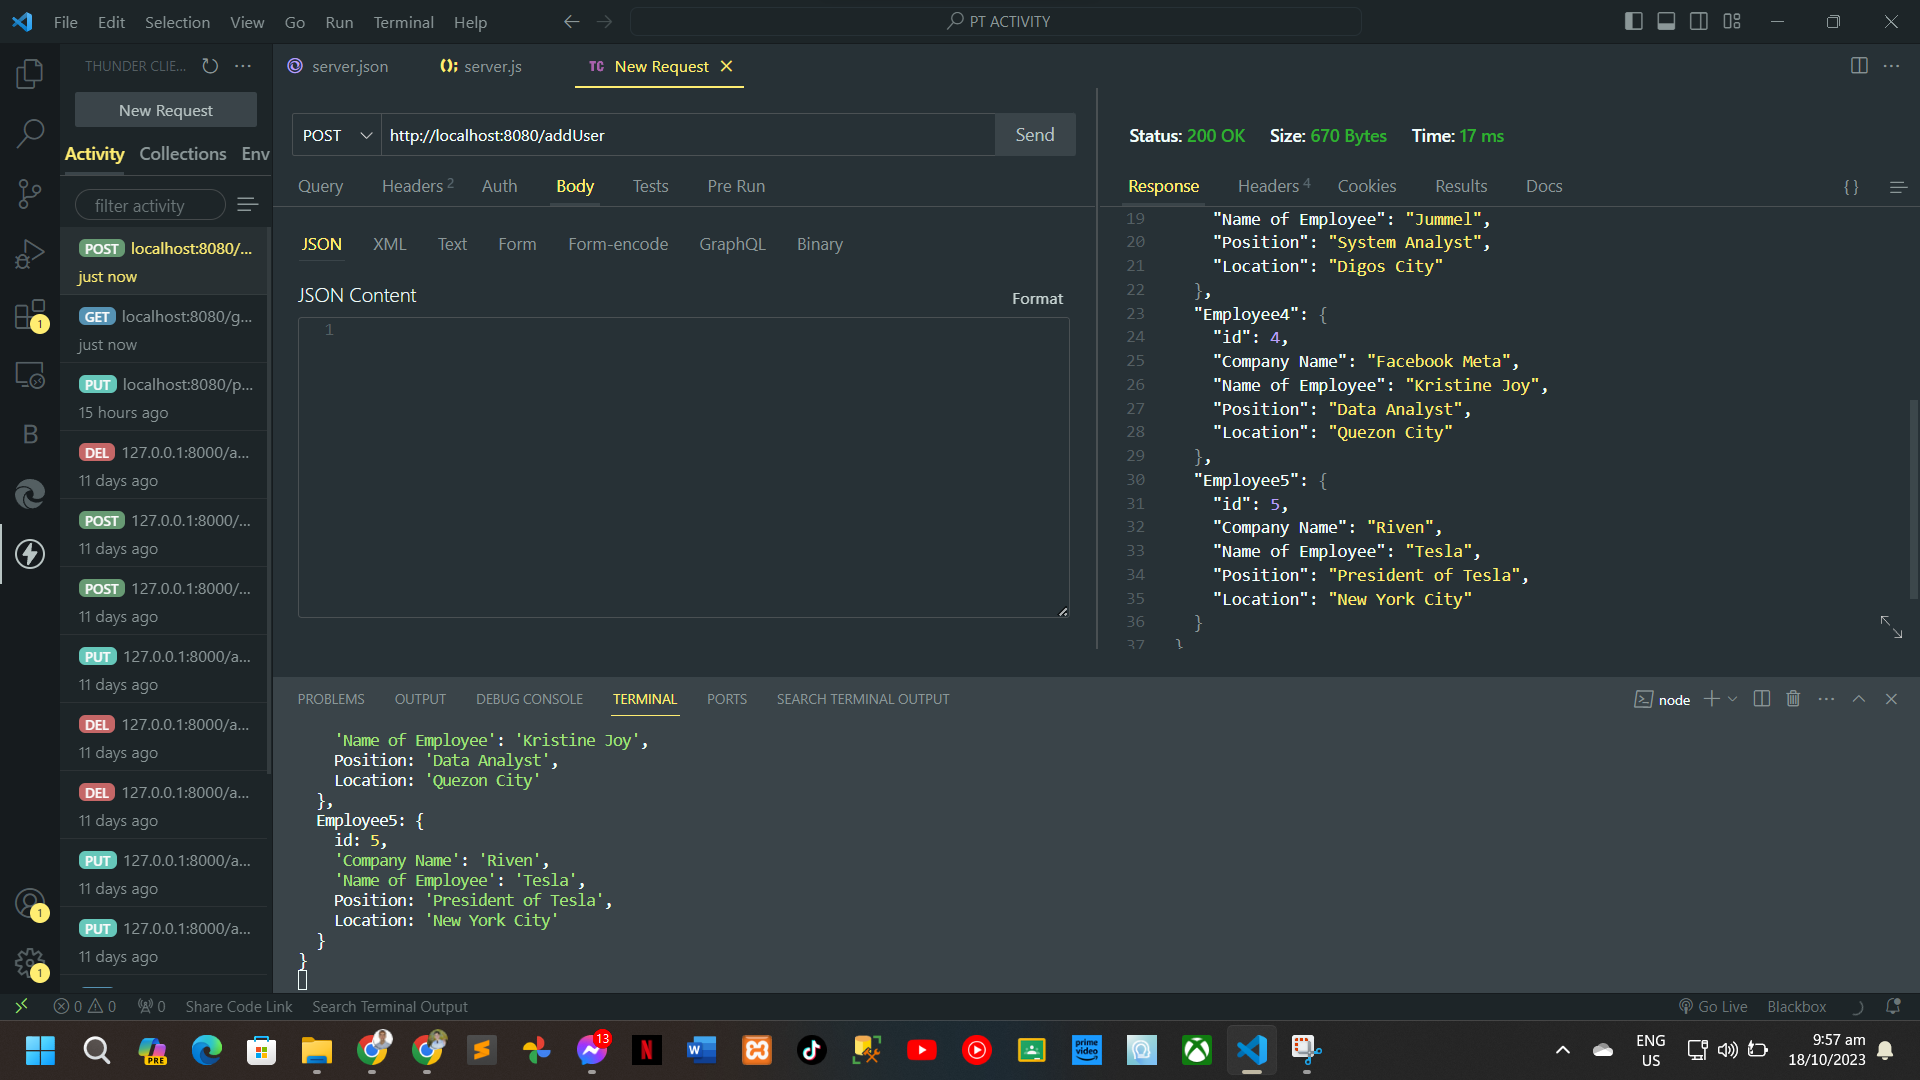 File Edit Selection View Go Run Terminal Help
PT ACTIVITY
THUNDER CLIE...
New Request
Activity Collections Env
filter activity
POST localhost:8080/...
just now
GET localhost:8080/g...
just now
PUT localhost:8080/p...
15 hours ago
DEL 127.0.0.1:8000/a...
11 days ago
POST 127.0.0.1:8000/...
11 days ago
POST 127.0.0.1:8000/...
11 days ago
PUT 127.0.0.1:8000/a...
11 days ago
DEL 127.0.0.1:8000/a...
11 days ago
DEL 127.0.0.1:8000/a...
11 days ago
PUT 127.0.0.1:8000/a...
11 days ago
PUT 127.0.0.1:8000/a...
11 days ago
B
1
1
1
server.json server.js TC New Request
POST http://localhost:8080/addUser Send
Query Headers 2 Auth Body Tests Pre Run
JSON XML Text Form Form-encode GraphQL Binary
JSON Content
Format
1
Status: 200 OK Size: 670 Bytes Time: 17 ms
Response Headers 4 Cookies Results Docs { }
19 "Name of Employee": "Jummel",
20 "Position": "System Analyst",
21 "Location": "Digos City"
22 },
23 "Employee4": {
24 "id": 4,
25 "Company Name": "Facebook Meta",
26 "Name of Employee": "Kristine Joy",
27 "Position": "Data Analyst",
28 "Location": "Quezon City"
29 },
30 "Employee5": {
31 "id": 5,
32 "Company Name": "Riven",
33 "Name of Employee": "Tesla",
34 "Position": "President of Tesla",
35 "Location": "New York City"
36 }
37 }
PROBLEMS OUTPUT DEBUG CONSOLE TERMINAL PORTS SEARCH TERMINAL OUTPUT
node
'Name of Employee': 'Kristine Joy',
Position: 'Data Analyst',
Location: 'Quezon City'
},
Employee5: {
id: 5,
'Company Name': 'Riven',
'Name of Employee': 'Tesla',
Position: 'President of Tesla',
Location: 'New York City'
}
}
0 0 0 Share Code Link Search Terminal Output
Go Live Blackbox
PRE
13
prime video
ENG
US
9:57 am
18/10/2023